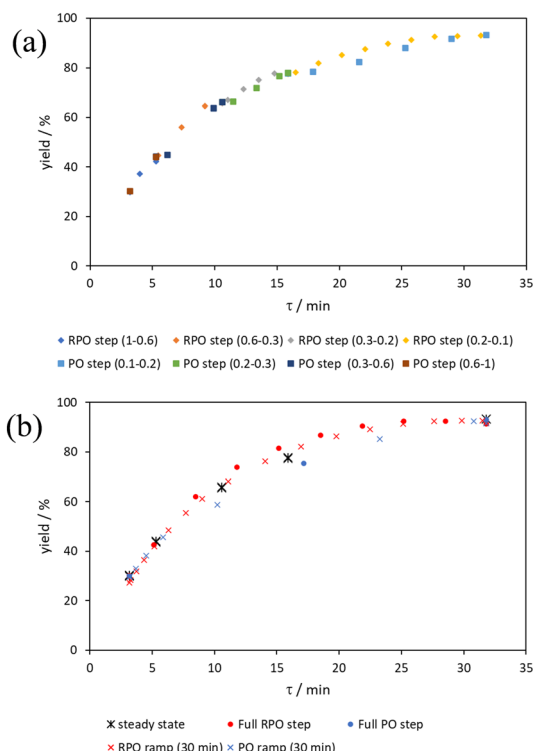 (a)
100
80
60
40
20
0
yield / %
0 5 10 15 20 25 30 35
τ / min
RPO step (1-0.6) RPO step (0.6-0.3) RPO step (0.3-0.2) RPO step (0.2-0.1)
PO step (0.1-0.2) PO step (0.2-0.3) PO step (0.3-0.6) PO step (0.6-1)
(b)
100
80
60
40
20
0
yield / %
0 5 10 15 20 25 30 35
τ / min
steady state Full RPO step Full PO step
RPO ramp (30 min) PO ramp (30 min)